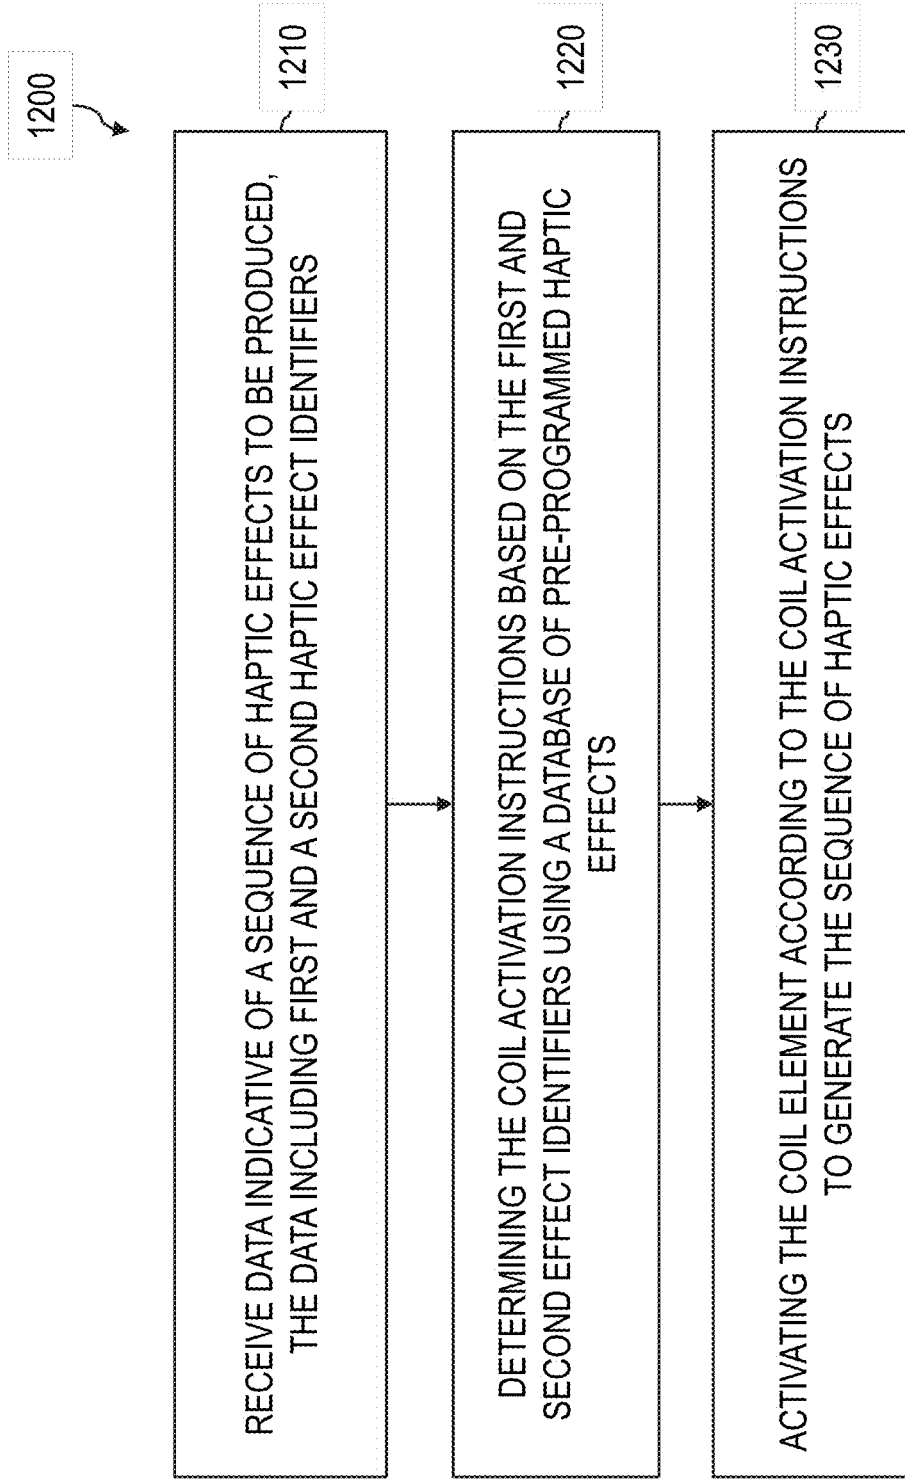 1200
RECEIVE DATA INDICATIVE OF A SEQUENCE OF HAPTIC EFFECTS TO BE PRODUCED,
THE DATA INCLUDING FIRST AND A SECOND HAPTIC EFFECT IDENTIFIERS
1210
DETERMINING THE COIL ACTIVATION INSTRUCTIONS BASED ON THE FIRST AND
SECOND EFFECT IDENTIFIERS USING A DATABASE OF PRE-PROGRAMMED HAPTIC
EFFECTS
1220
ACTIVATING THE COIL ELEMENT ACCORDING TO THE COIL ACTIVATION INSTRUCTIONS
TO GENERATE THE SEQUENCE OF HAPTIC EFFECTS
1230